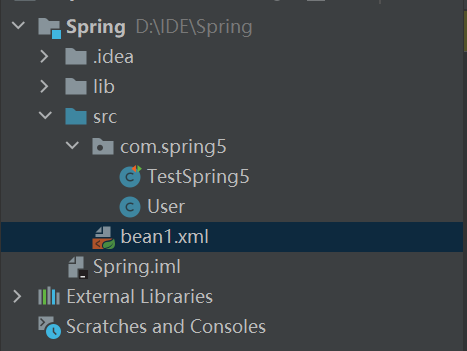 Spring D:\IDE\Spring
.idea
lib
src
com.spring5
TestSpring5
User
bean1.xml
Spring.iml
External Libraries
Scratches and Consoles